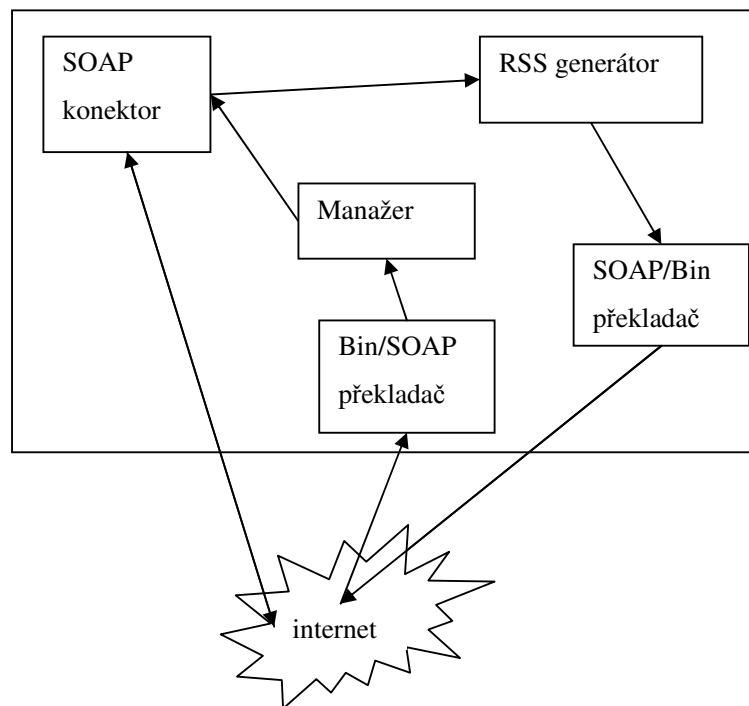 SOAP
konektor
RSS generátor
Manažer
SOAP/Bin
překladač
Bin/SOAP
překladač
internet